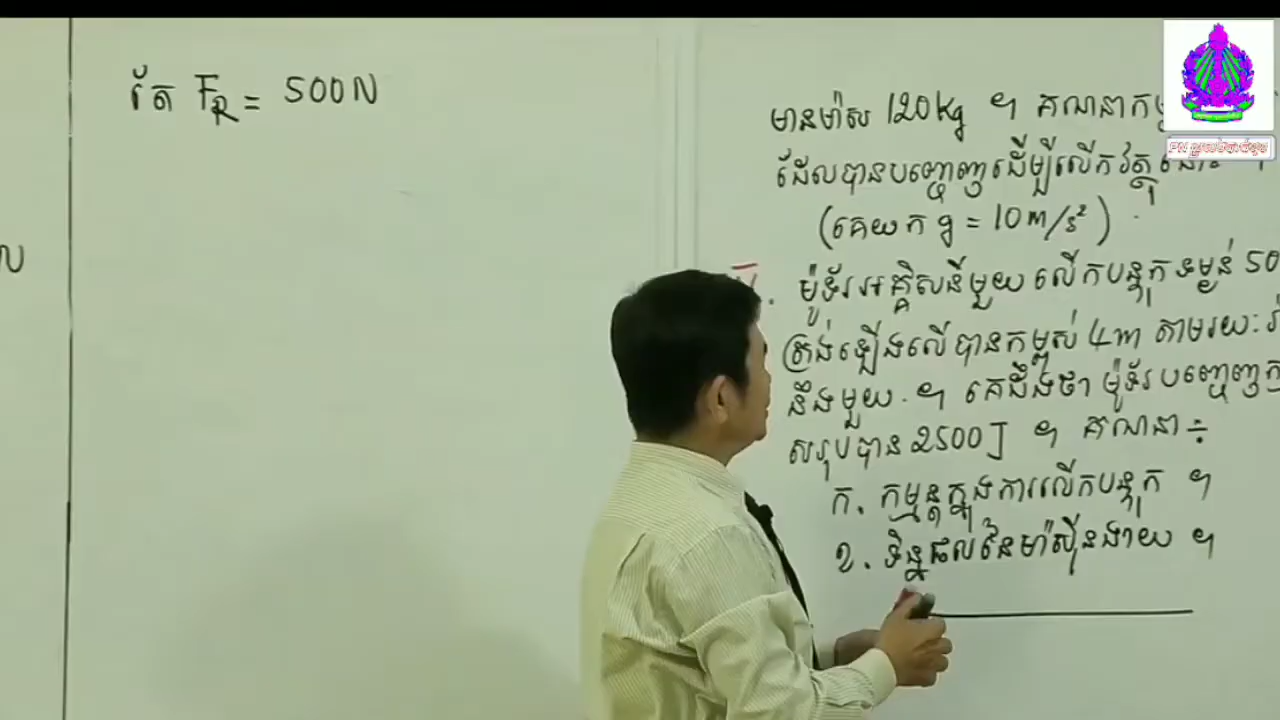 តែ FR = 500N
ល
មានម៉ាស 120kg ។ គណនាកម្ម
ដែលបានបញ្ចេញដើម្បីលើកវត្ថុនោះ ។
(គេយក g = 10m/s²)
ម៉ូទ័រអគ្គិសនីមួយលើកបន្ទុកទម្ងន់ 50
ត្រង់ឡើងលើបានកម្ពស់ 4m តាមរយៈ
នឹងមួយ ។ គេដឹងថា ម៉ូទ័របញ្ចេញ
សរុបបាន 2500J ។ គណនា ÷
ក. កម្មន្តក្នុងការលើកបន្ទុក ។
ខ. ទិន្នផលនៃម៉ាស៊ីនងាយ ។